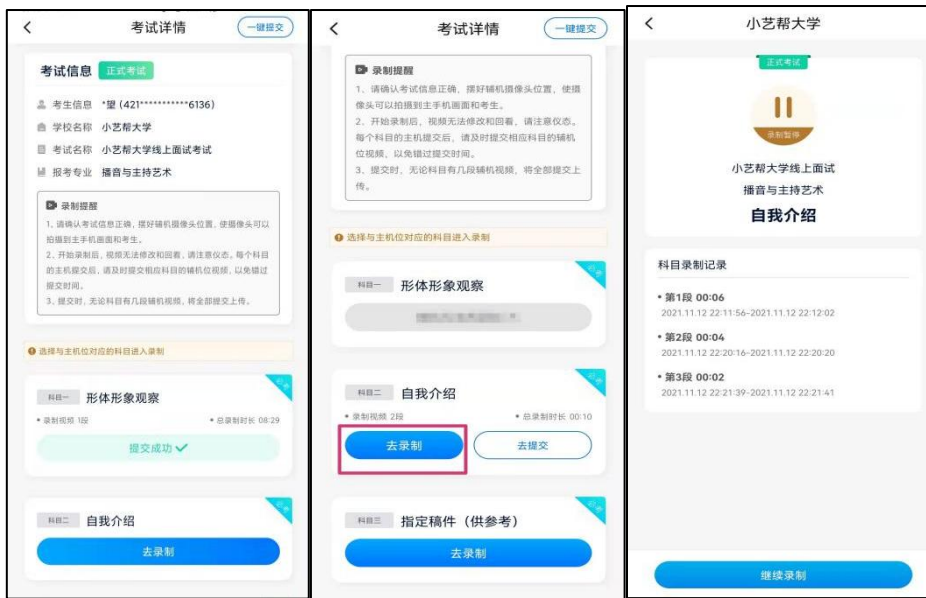 考试详情
一键提交
考试信息 正式考试
考生信息 *望 (421***********6136)
学校名称 小艺帮大学
考试名称 小艺帮大学线上面试考试
报考专业 播音与主持艺术
录制提醒
1、请确认考试信息正确，摆好辅机摄像头位置，使摄像头可以
拍摄到主手机画面和考生。
2、开始录制后，视频无法修改和回看，请注意仪态。每个科目
的主机提交后，请及时提交相应科目的辅机位视频，以免错过
提交时间。
3、提交时，无论科目有几段辅机视频，将全部提交上传。
选择与主机位对应的科目进入录制
必考
科目一 形体形象观察
• 录制视频 1段 • 总录制时长 08:29
提交成功
必考
科目二 自我介绍
去录制
考试详情
一键提交
录制提醒
1、请确认考试信息正确，摆好辅机摄像头位置，使摄
像头可以拍摄到主手机画面和考生。
2、开始录制后，视频无法修改和回看，请注意仪态。
每个科目的主机提交后，请及时提交相应科目的辅机
位视频，以免错过提交时间。
3、提交时，无论科目有几段辅机视频，将全部提交上
传。
选择与主机位对应的科目进入录制
必考
科目一 形体形象观察
必考
科目二 自我介绍
• 录制视频 2段 • 总录制时长 00:10
去录制 去提交
必考
科目三 指定稿件（供参考）
去录制
小艺帮大学
正式考试
录制暂停
小艺帮大学线上面试
播音与主持艺术
自我介绍
科目录制记录
• 第1段 00:06
2021.11.12 22:11:56-2021.11.12 22:12:02
• 第2段 00:04
2021.11.12 22:20:16-2021.11.12 22:20:20
• 第3段 00:02
2021.11.12 22:21:39-2021.11.12 22:21:41
继续录制